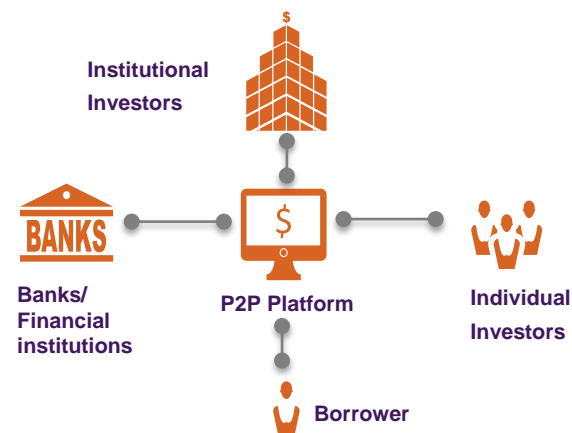 $
Institutional
Investors
BANKS
$
Banks/
Financial
institutions
P2P Platform
Individual
Investors
Borrower